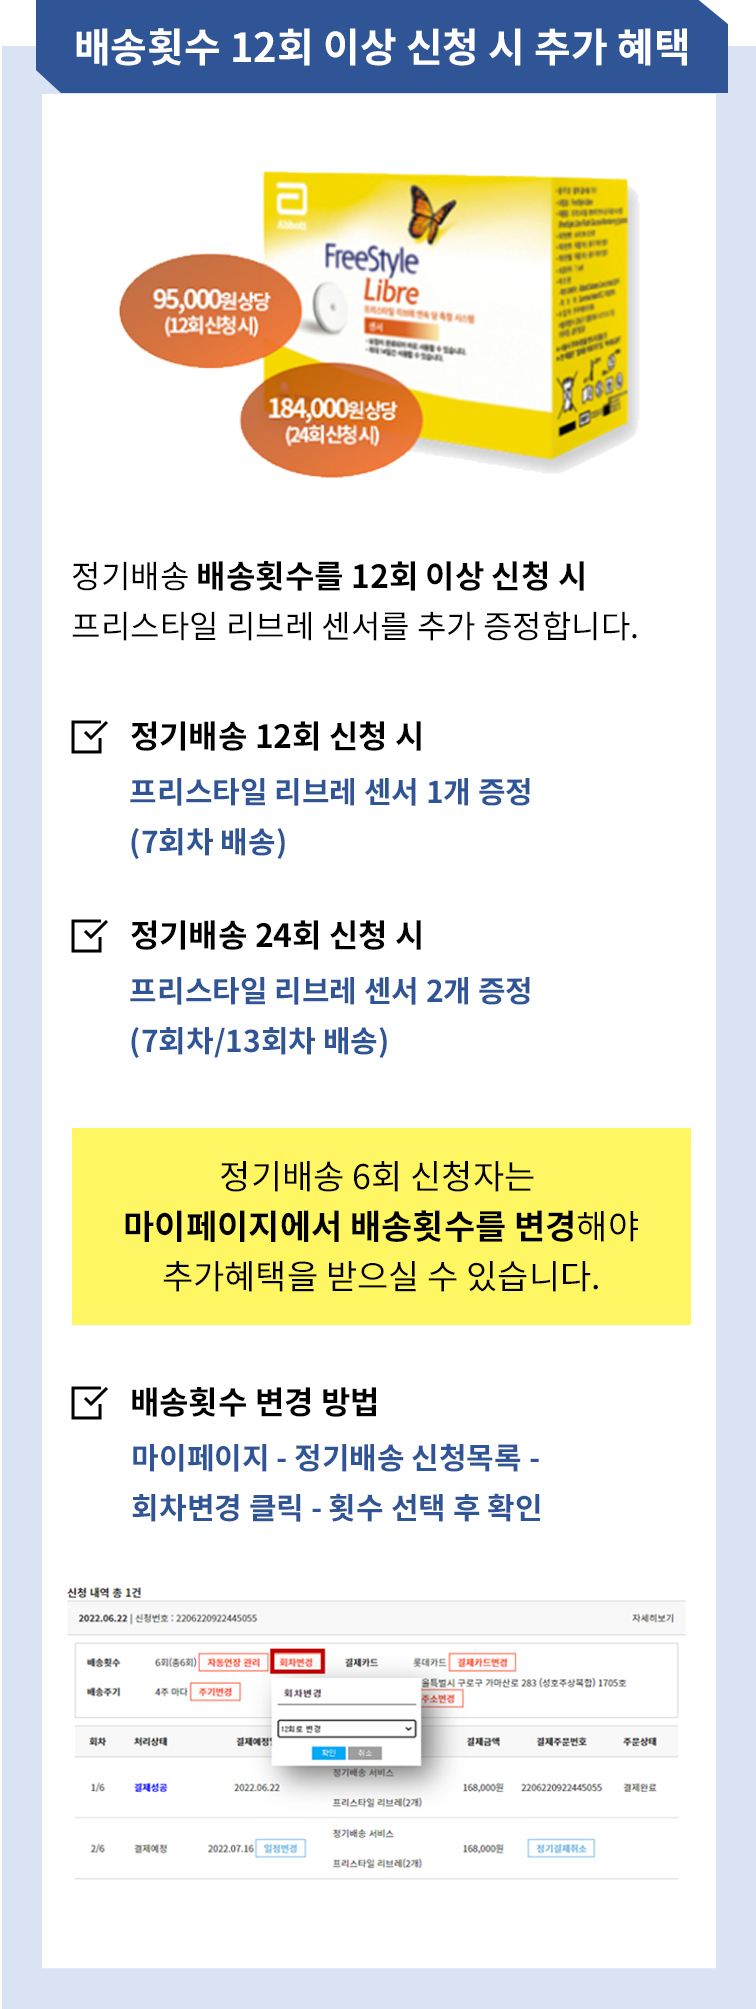 배송횟수 12회 이상 신청 시 추가 혜택
Abbott
FreeStyle
Libre
프리스타일 리브레 연속 당 측정 시스템
센서
95,000원 상당
(12회 신청 시)
184,000원 상당
(24회 신청 시)
정기배송 배송횟수를 12회 이상 신청 시
프리스타일 리브레 센서를 추가 증정합니다.
정기배송 12회 신청 시
프리스타일 리브레 센서 1개 증정
(7회차 배송)
정기배송 24회 신청 시
프리스타일 리브레 센서 2개 증정
(7회차/13회차 배송)
정기배송 6회 신청자는
마이페이지에서 배송횟수를 변경해야
추가혜택을 받으실 수 있습니다.
배송횟수 변경 방법
마이페이지 - 정기배송 신청목록 -
회차변경 클릭 - 횟수 선택 후 확인
신청 내역 총 1건
2022.06.22 | 신청번호 : 2206220922445055 자세히보기
배송횟수 6회(총6회) 자동연장 관리 회차변경 결제카드 롯데카드 결제카드변경
배송주기 4주 마다 주기변경 울특별시 구로구 가마산로 283 (성호주상복합) 1705호
주소변경
회차변경
12회로 변경
확인 취소
회차 처리상태 결제예정 결제금액 결제주문번호 주문상태
정기배송 서비스
1/6 결제성공 2022.06.22 프리스타일 리브레(2개) 168,000원 2206220922445055 결제완료
정기배송 서비스
2/6 결제예정 2022.07.16 일정변경 프리스타일 리브레(2개) 168,000원 정기결제취소